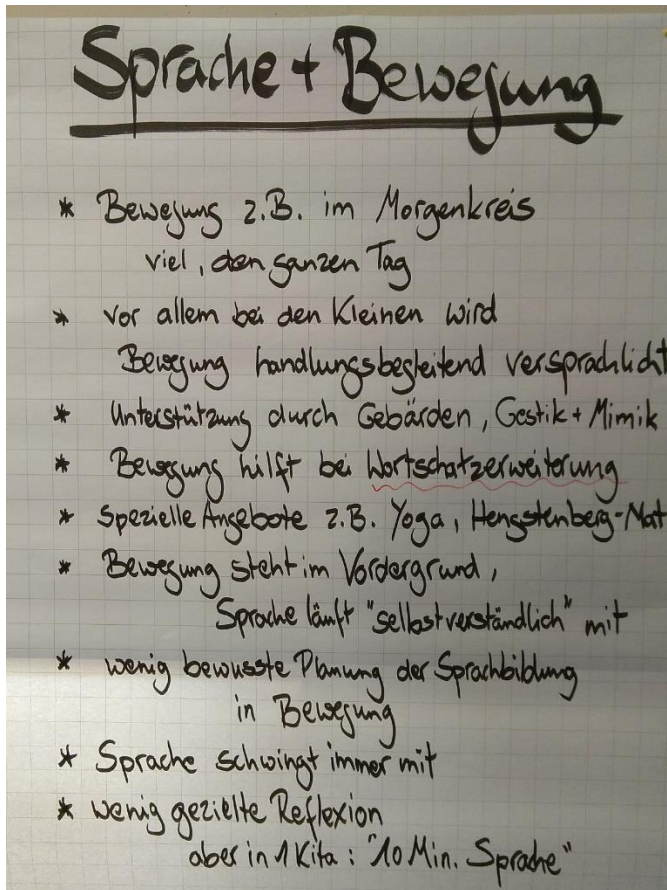 Sprache + Bewegung
* Bewegung z.B. im Morgenkreis
viel, den ganzen Tag
* vor allem bei den Kleinen wird
Bewegung handlungsbegleitend versprachlicht
* Unterstützung durch Gebärden, Gestik + Mimik
* Bewegung hilft bei Wortschatzerweiterung
* Spezielle Angebote z.B. Yoga, Hengstenberg-Mat
* Bewegung steht im Vordergrund,
Sprache läuft "selbstverständlich" mit
* wenig bewusste Planung der Sprachbildung
in Bewegung
* Sprache schwingt immer mit
* wenig gezielte Reflexion
aber in 1 Kita: "10 Min. Sprache"